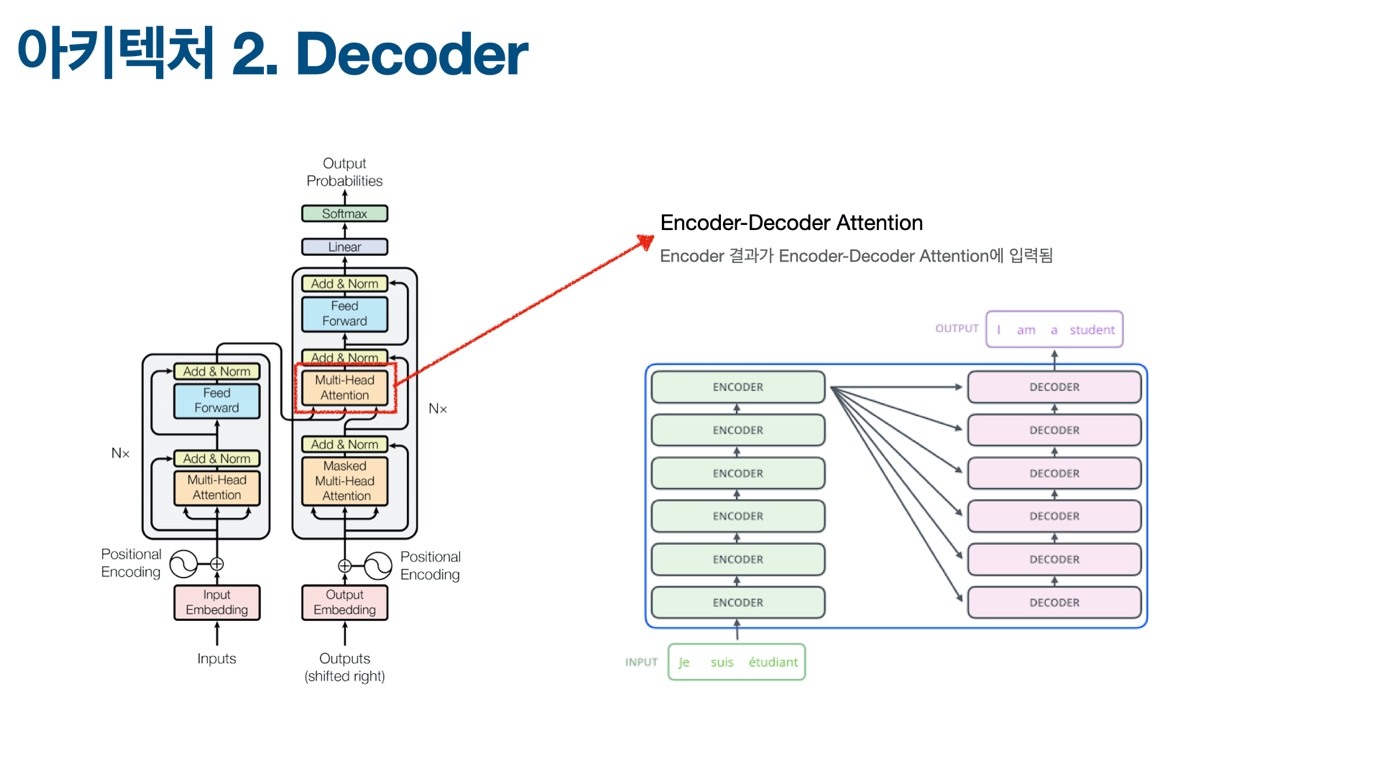 아키텍처 2. Decoder
Output
Probabilities
Softmax
Linear
Add & Norm
Feed
Forward
Add & Norm
Multi-Head
Attention
N×
Add & Norm
Masked
Multi-Head
Attention
Add & Norm
Feed
Forward
N×
Add & Norm
Multi-Head
Attention
Positional
Encoding
Positional
Encoding
Input
Embedding
Output
Embedding
Inputs
Outputs
(shifted right)
Encoder-Decoder Attention
Encoder 결과가 Encoder-Decoder Attention에 입력됨
OUTPUT I am a student
ENCODER DECODER
ENCODER DECODER
ENCODER DECODER
ENCODER DECODER
ENCODER DECODER
ENCODER DECODER
INPUT Je suis étudiant